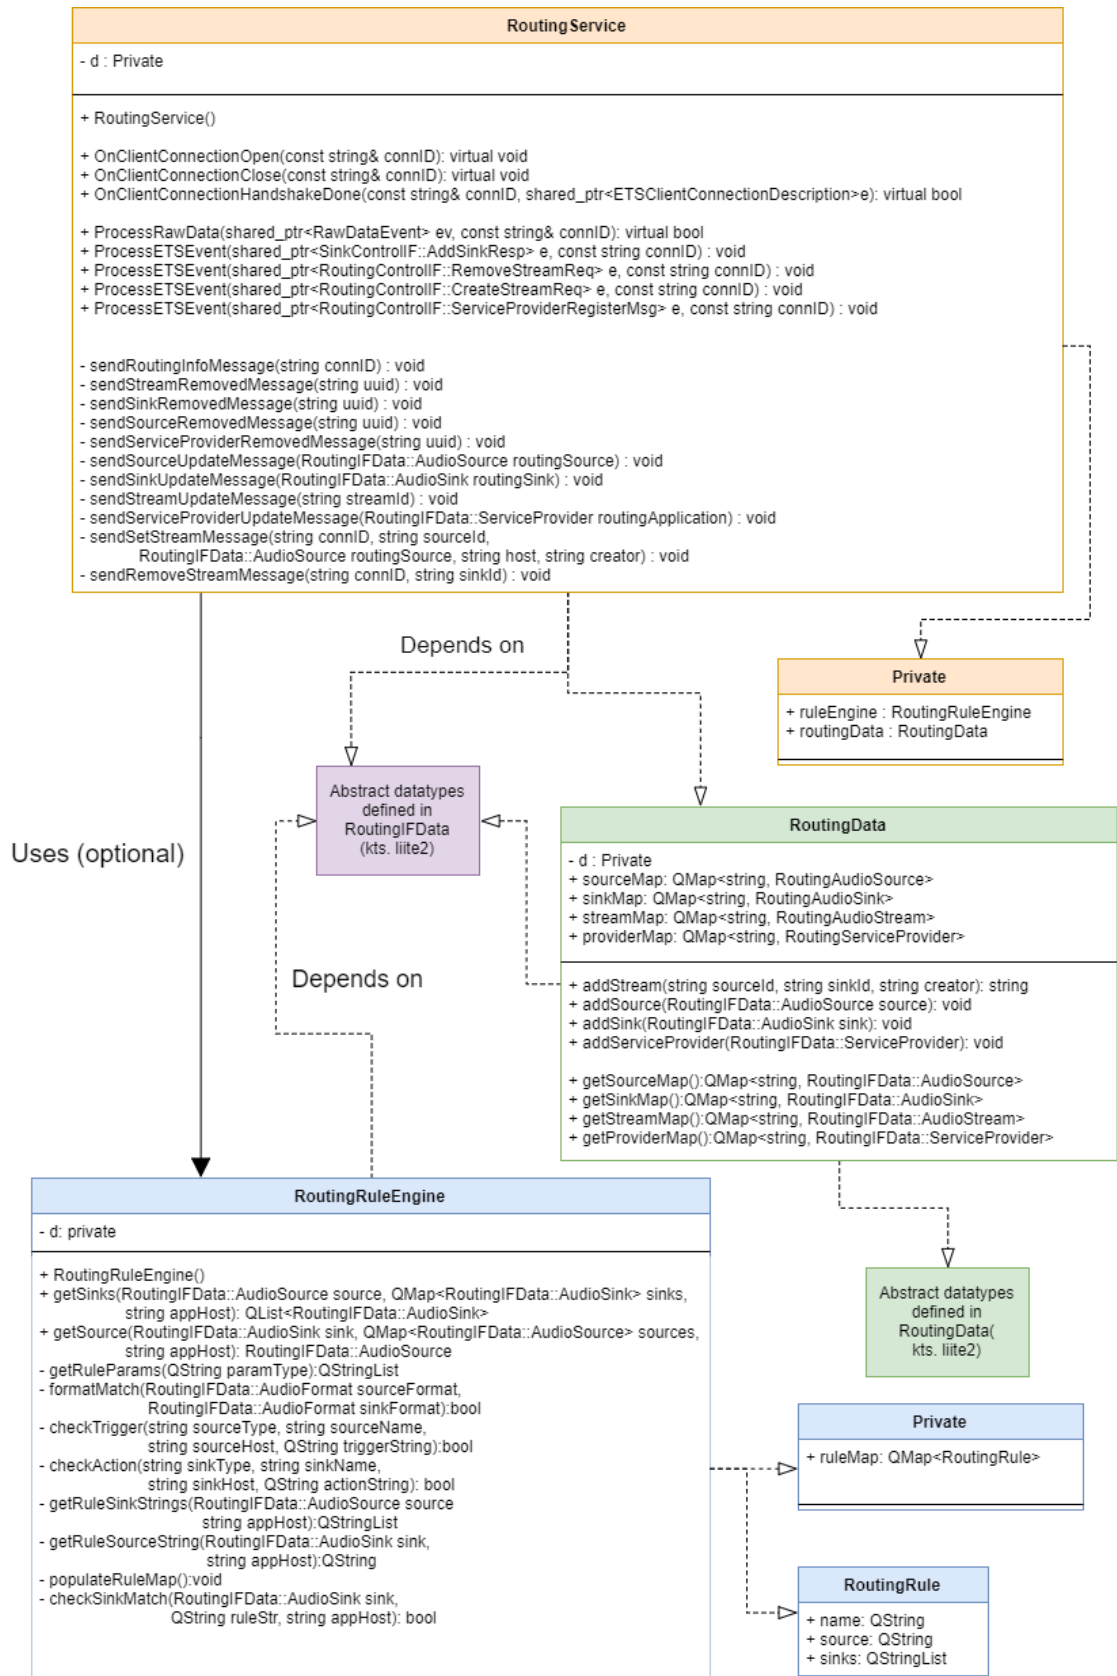 RoutingService
- d : Private
+ RoutingService()
+ OnClientConnectionOpen(const string& connID): virtual void
+ OnClientConnectionClose(const string& connID): virtual void
+ OnClientConnectionHandshakeDone(const string& connID, shared_ptr<ETSClientConnectionDescription>e): virtual bool
+ ProcessRawData(shared_ptr<RawDataEvent> ev, const string& connID): virtual bool
+ ProcessETSEvent(shared_ptr<SinkControlIF::AddSinkResp> e, const string connID) : void
+ ProcessETSEvent(shared_ptr<RoutingControlIF::RemoveStreamReq> e, const string connID) : void
+ ProcessETSEvent(shared_ptr<RoutingControlIF::CreateStreamReq> e, const string connID) : void
+ ProcessETSEvent(shared_ptr<RoutingControlIF::ServiceProviderRegisterMsg> e, const string connID) : void
- sendRoutingInfoMessage(string connID) : void
- sendStreamRemovedMessage(string uuid) : void
- sendSinkRemovedMessage(string uuid) : void
- sendSourceRemovedMessage(string uuid) : void
- sendServiceProviderRemovedMessage(string uuid) : void
- sendSourceUpdateMessage(RoutingIFData::AudioSource routingSource) : void
- sendSinkUpdateMessage(RoutingIFData::AudioSink routingSink) : void
- sendStreamUpdateMessage(string streamId) : void
- sendServiceProviderUpdateMessage(RoutingIFData::ServiceProvider routingApplication) : void
- sendSetStreamMessage(string connID, string sourceId,
RoutingIFData::AudioSource routingSource, string host, string creator) : void
- sendRemoveStreamMessage(string connID, string sinkId) : void
Depends on
Private
+ ruleEngine : RoutingRuleEngine
+ routingData : RoutingData
Abstract datatypes
defined in
RoutingIFData
(kts. liite2)
Uses (optional)
RoutingData
- d : Private
+ sourceMap: QMap<string, RoutingAudioSource>
+ sinkMap: QMap<string, RoutingAudioSink>
+ streamMap: QMap<string, RoutingAudioStream>
+ providerMap: QMap<string, RoutingServiceProvider>
+ addStream(string sourceId, string sinkId, string creator): string
+ addSource(RoutingIFData::AudioSource source): void
+ addSink(RoutingIFData::AudioSink sink): void
+ addServiceProvider(RoutingIFData::ServiceProvider): void
+ getSourceMap():QMap<string, RoutingIFData::AudioSource>
+ getSinkMap():QMap<string, RoutingIFData::AudioSink>
+ getStreamMap():QMap<string, RoutingIFData::AudioStream>
+ getProviderMap():QMap<string, RoutingIFData::ServiceProvider>
Depends on
RoutingRuleEngine
- d: private
+ RoutingRuleEngine()
+ getSinks(RoutingIFData::AudioSource source, QMap<RoutingIFData::AudioSink> sinks,
string appHost): QList<RoutingIFData::AudioSink>
+ getSource(RoutingIFData::AudioSink sink, QMap<RoutingIFData::AudioSource> sources,
string appHost): RoutingIFData::AudioSource
- getRuleParams(QString paramType):QStringList
- formatMatch(RoutingIFData::AudioFormat sourceFormat,
RoutingIFData::AudioFormat sinkFormat):bool
- checkTrigger(string sourceType, string sourceName,
string sourceHost, QString triggerString):bool
- checkAction(string sinkType, string sinkName,
string sinkHost, QString actionString): bool
- getRuleSinkStrings(RoutingIFData::AudioSource source
string appHost):QStringList
- getRuleSourceString(RoutingIFData::AudioSink sink,
string appHost):QString
- populateRuleMap():void
- checkSinkMatch(RoutingIFData::AudioSink sink,
QString ruleStr, string appHost): bool
Abstract datatypes
defined in
RoutingData(
kts. liite2)
Private
+ ruleMap: QMap<RoutingRule>
RoutingRule
+ name: QString
+ source: QString
+ sinks: QStringList